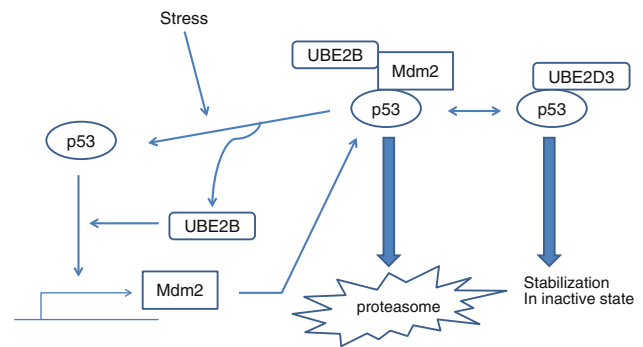 Stress
UBE2B
Mdm2
UBE2D3
p53
p53
p53
UBE2B
Mdm2
proteasome
Stabilization
In inactive state